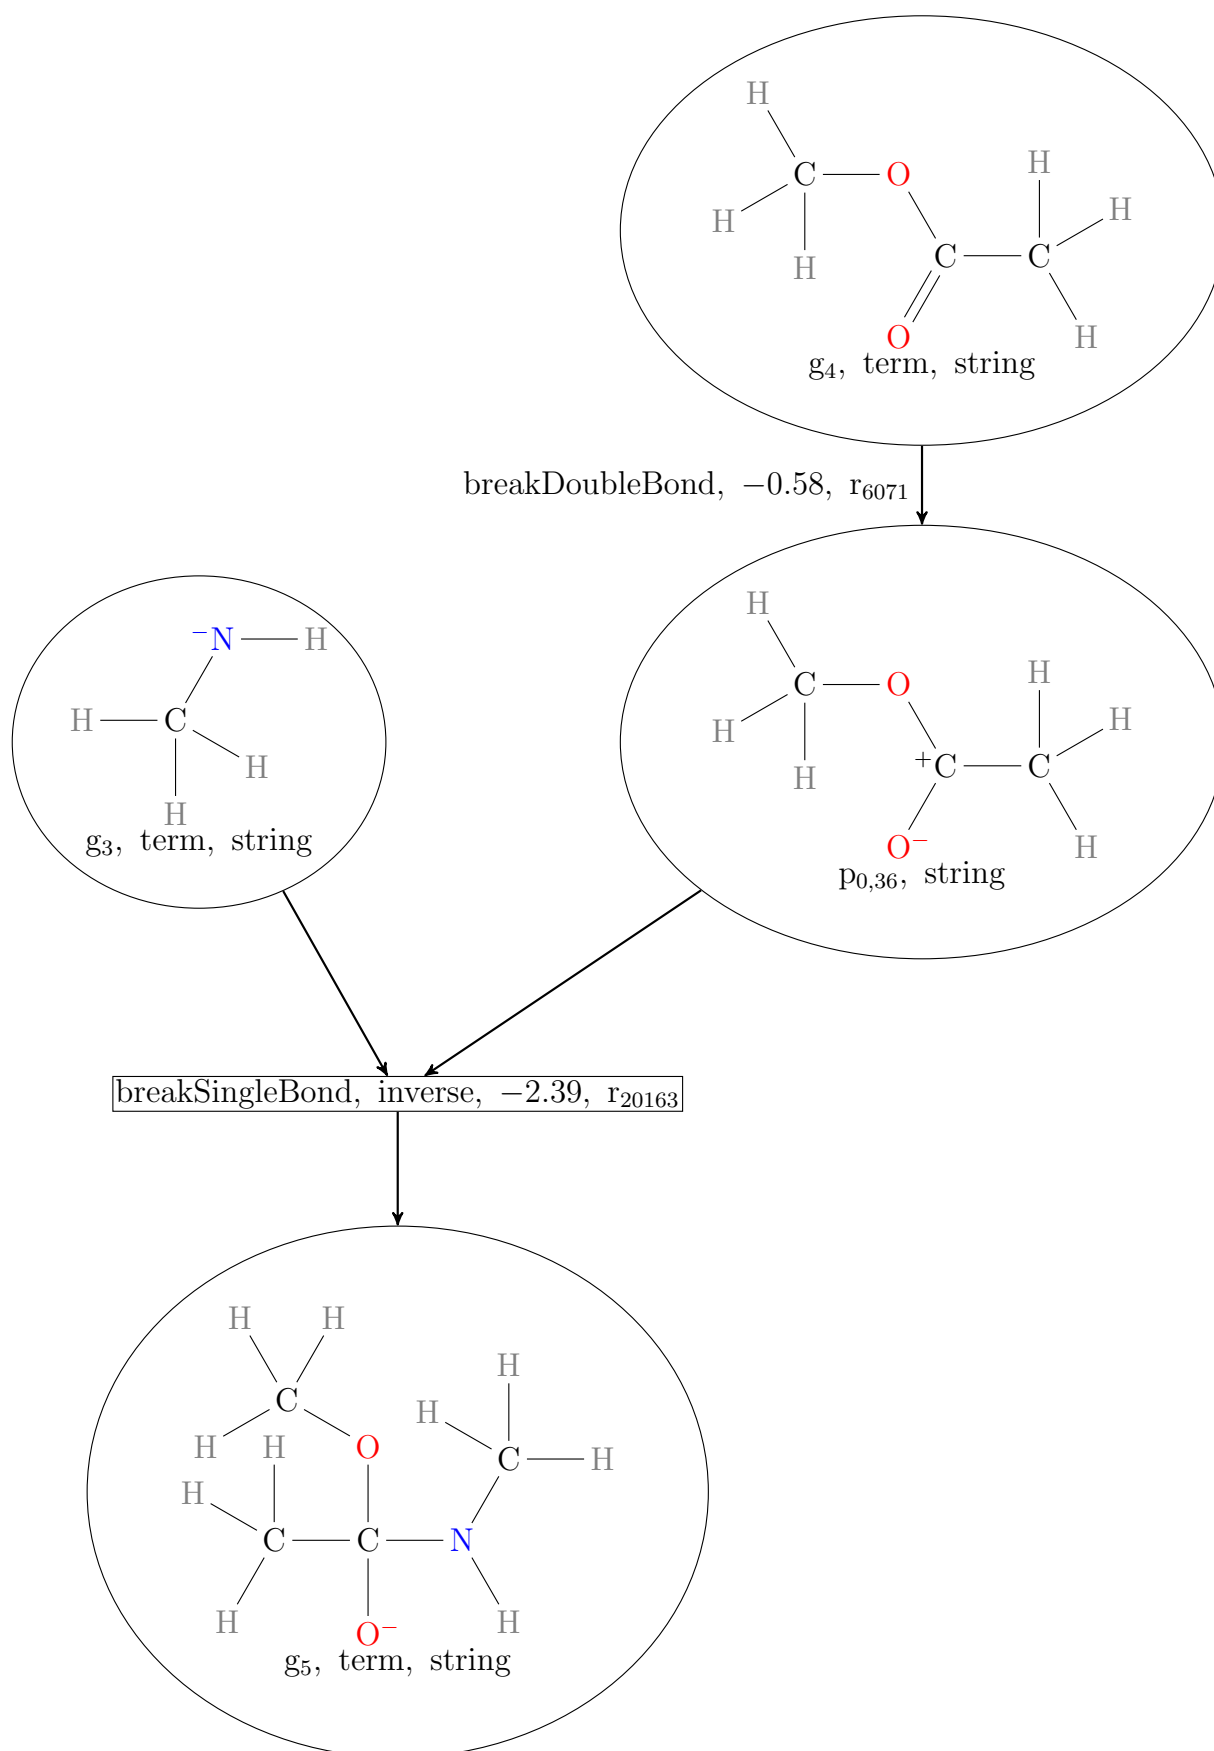 H
C O H
H H
H C C
O H
g₄, term, string
breakDoubleBond, −0.58, r₆₀₇₁
H
⁻N H H
C O H
H C H H ⁺C C
H H O⁻ H
g₃, term, string
p₀,₃₆, string
breakSingleBond, inverse, −2.39, r₂₀₁₆₃
H H
H
C H
H H O C H
H
C C N
H O⁻ H
g₅, term, string